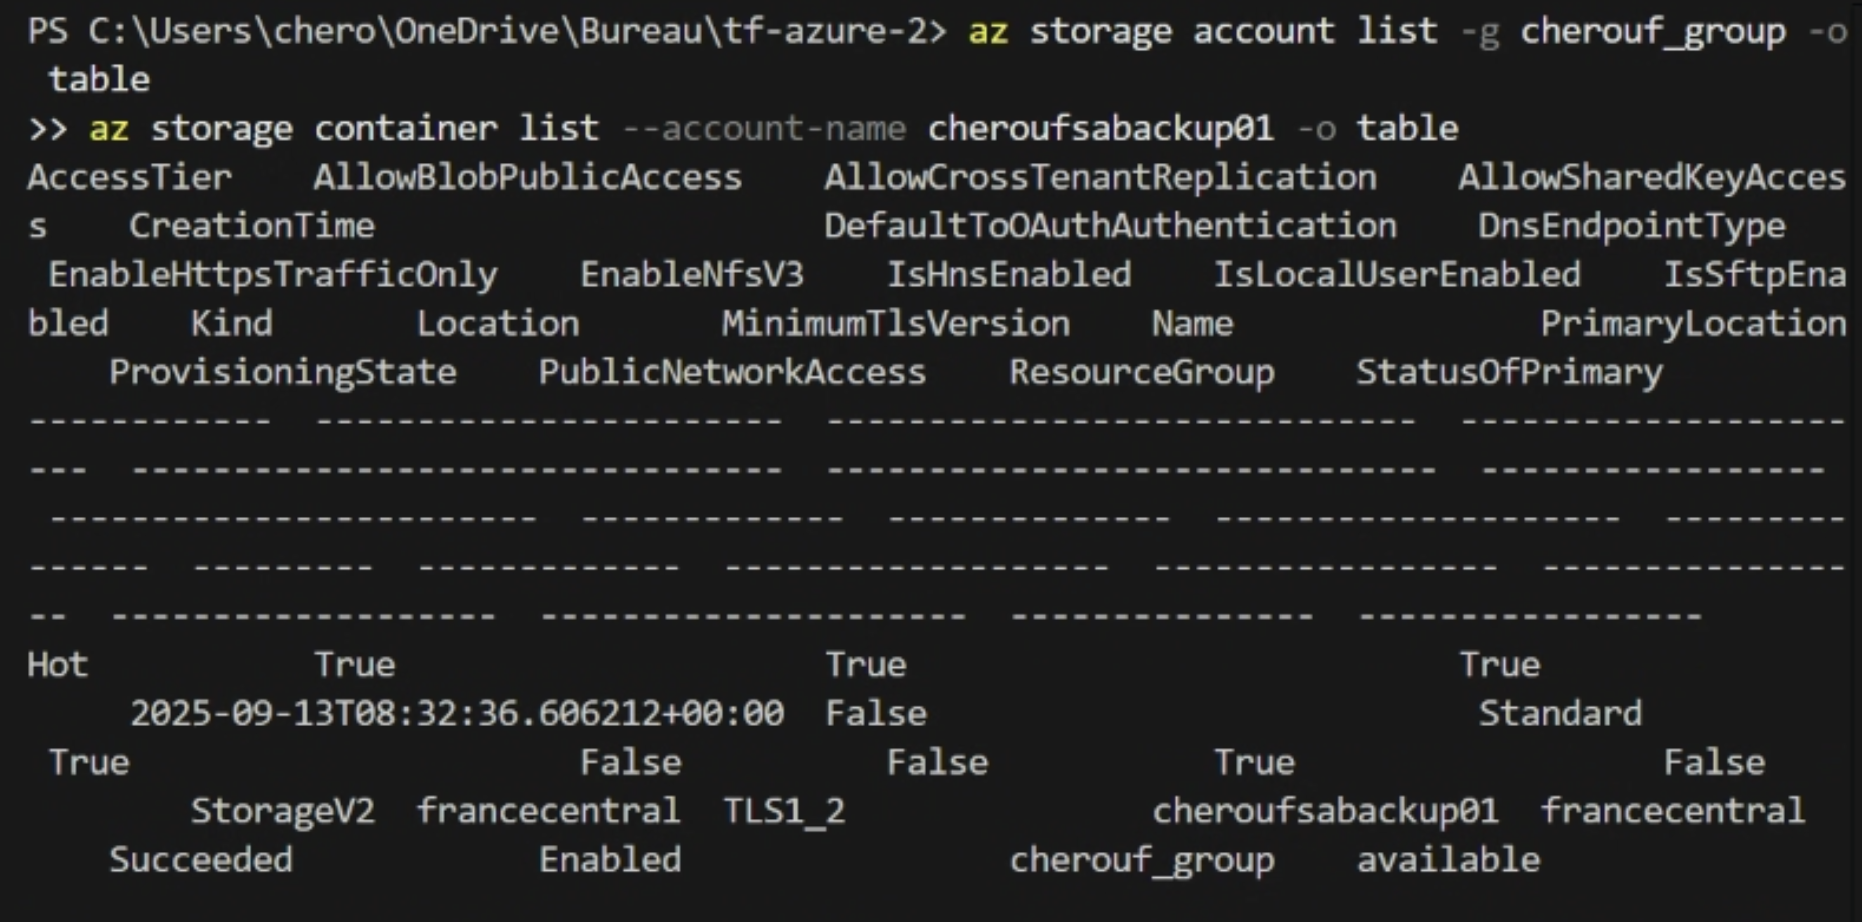 PS C:\Users\chero\OneDrive\Bureau\tf-azure-2> az storage account list -g cherouf_group -o
 table
>> az storage container list --account-name cheroufsabackup01 -o table
AccessTier    AllowBlobPublicAccess    AllowCrossTenantReplication    AllowSharedKeyAcces
s    CreationTime                      DefaultToOAuthAuthentication    DnsEndpointType
 EnableHttpsTrafficOnly    EnableNfsV3    IsHnsEnabled    IsLocalUserEnabled    IsSftpEna
bled    Kind       Location       MinimumTlsVersion    Name               PrimaryLocation
    ProvisioningState    PublicNetworkAccess    ResourceGroup    StatusOfPrimary
------------  -----------------------  -----------------------------  -------------------
---  --------------------------------  ------------------------------  -----------------
 ------------------------  -------------  --------------  --------------------  ---------
------  ---------  -------------  -------------------  -----------------  ---------------
--  -------------------  ---------------------  ---------------  -----------------
Hot           True                     True                           True
     2025-09-13T08:32:36.606212+00:00  False                           Standard
 True                      False          False           True                  False
        StorageV2  francecentral  TLS1_2               cheroufsabackup01  francecentral
    Succeeded            Enabled                cherouf_group    available